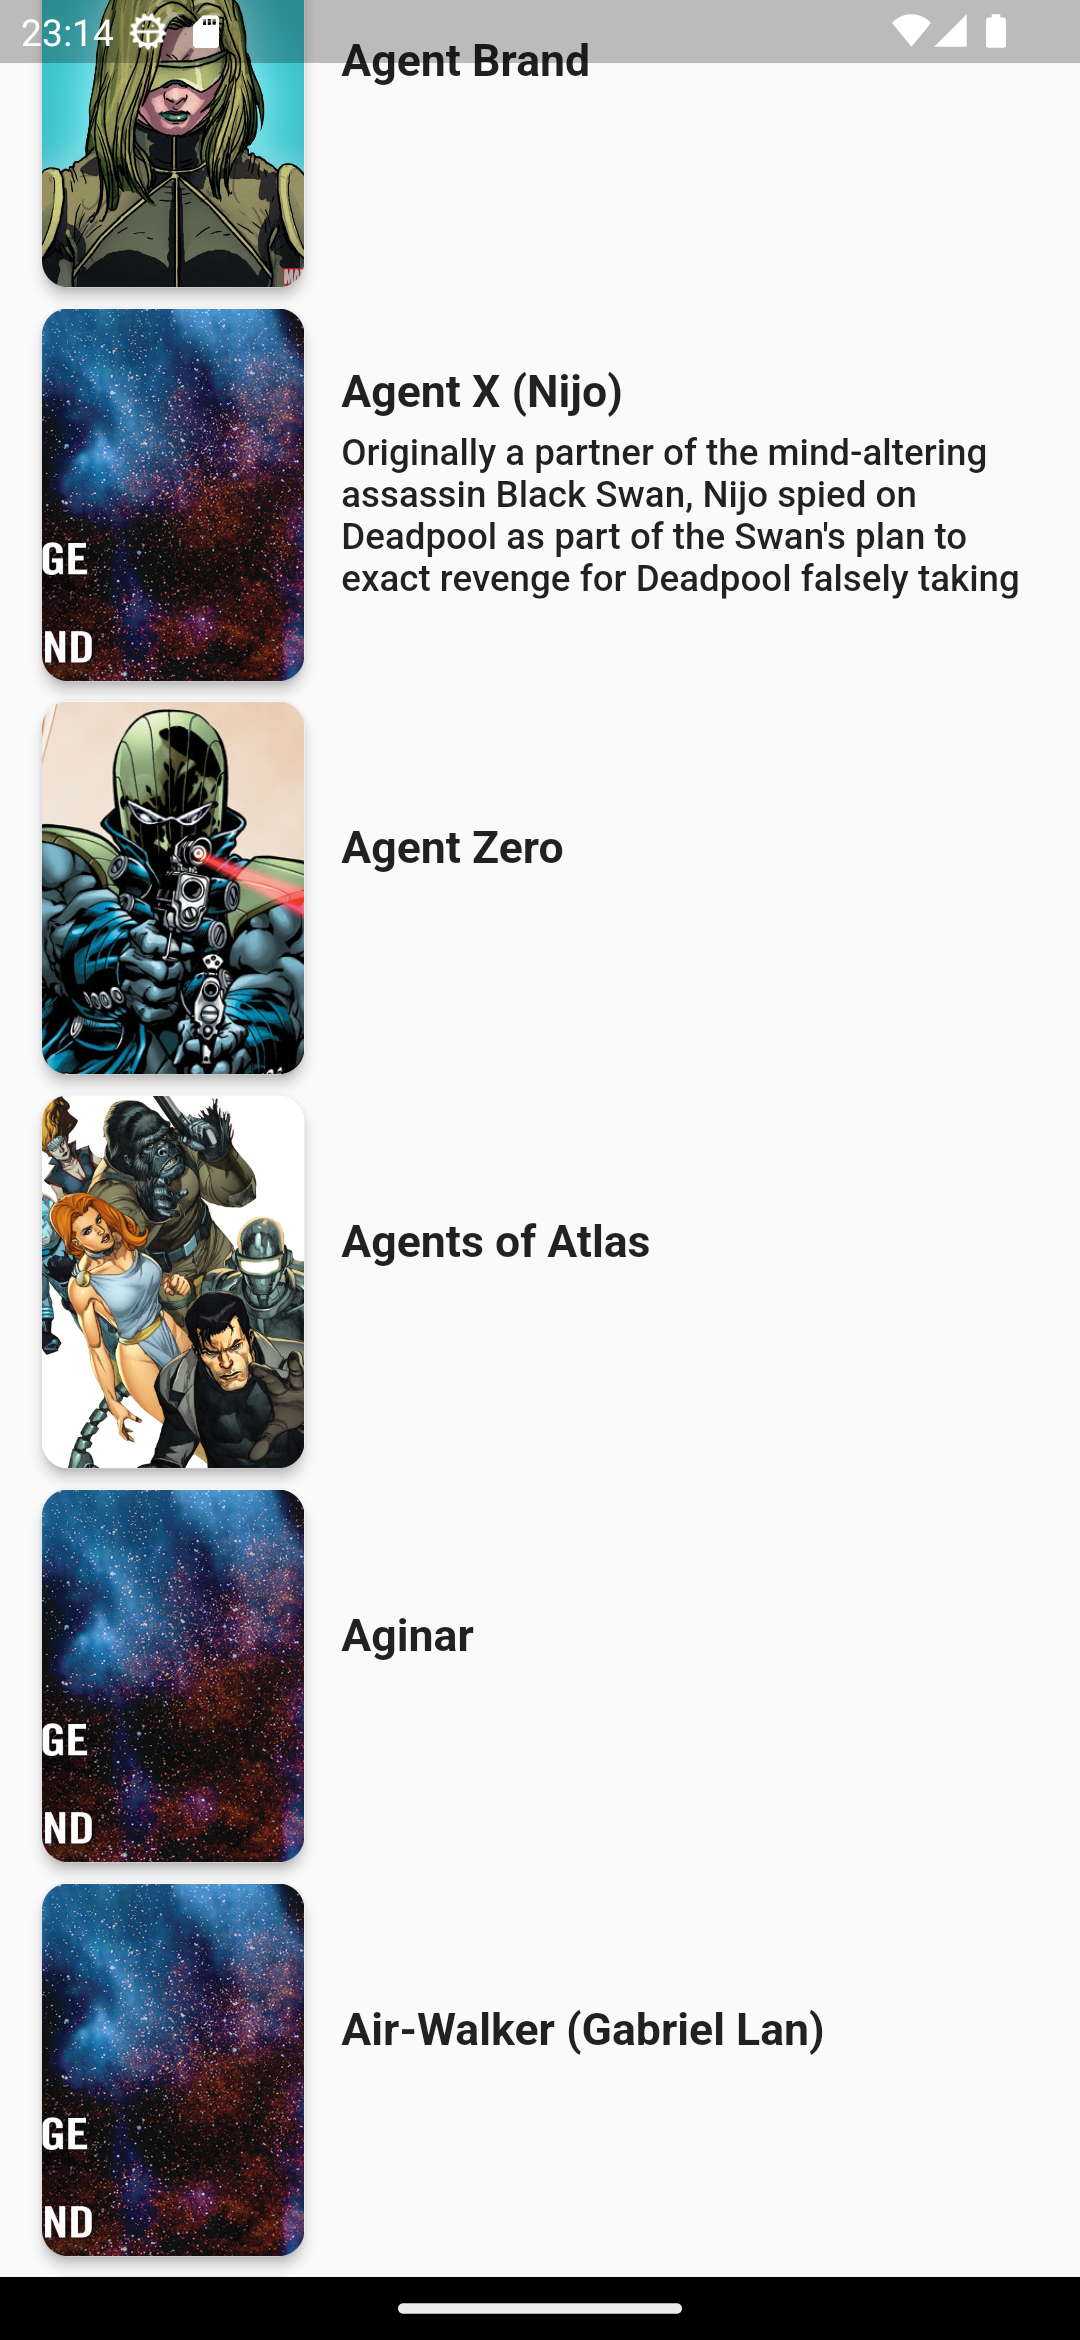 23:14
Agent Brand
MA
Agent X (Nijo)
Originally a partner of the mind-altering
assassin Black Swan, Nijo spied on
Deadpool as part of the Swan's plan to
exact revenge for Deadpool falsely taking
GE
ND
Agent Zero
Agents of Atlas
Aginar
GE
ND
Air-Walker (Gabriel Lan)
GE
ND